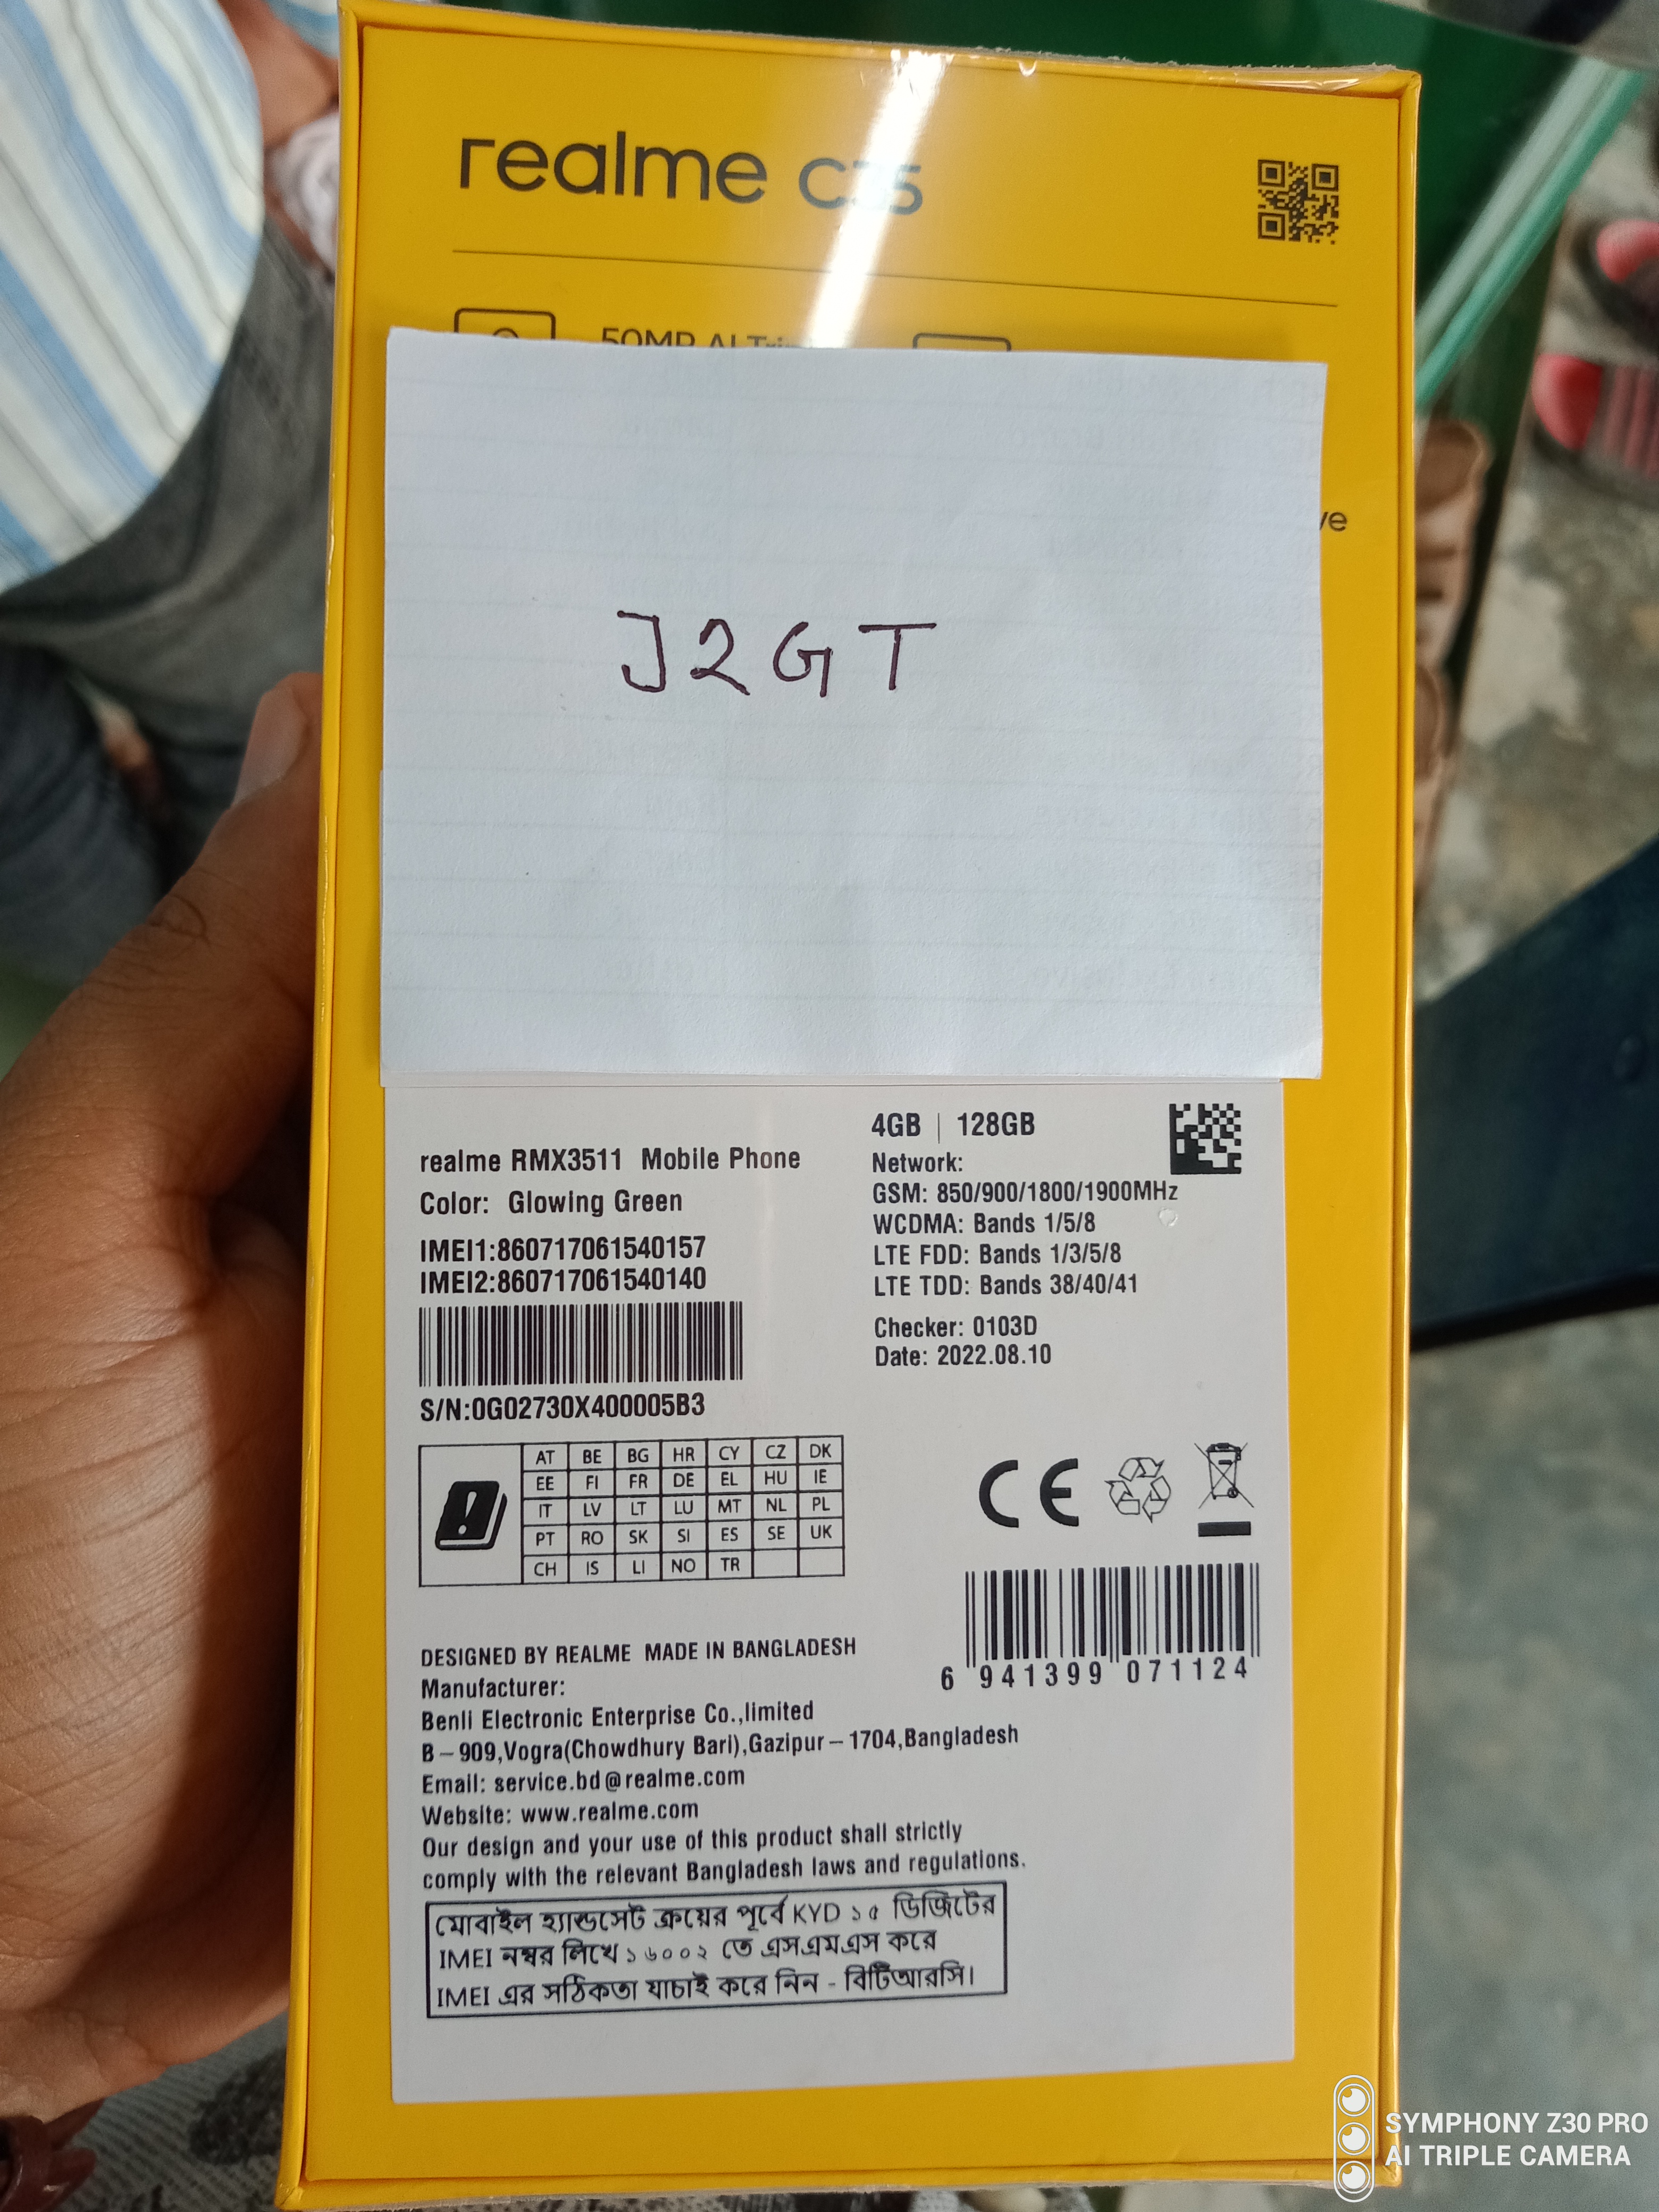 realme C35
50MP AI
ve
J2GT
realme RMX3511 Mobile Phone
Color: Glowing Green
IMEI1:860717061540157
IMEI2:860717061540140
S/N:0G02730X400005B3
4GB | 128GB
Network:
GSM: 850/900/1800/1900MHz
WCDMA: Bands 1/5/8
LTE FDD: Bands 1/3/5/8
LTE TDD: Bands 38/40/41
Checker: 0103D
Date: 2022.08.10
AT BE BG HR CY CZ DK
EE FI FR DE EL HU IE
IT LV LT LU MT NL PL
PT RO SK SI ES SE UK
CH IS LI NO TR
CE
6 941399 071124
DESIGNED BY REALME MADE IN BANGLADESH
Manufacturer:
Benli Electronic Enterprise Co.,limited
B-909,Vogra(Chowdhury Bari),Gazipur-1704,Bangladesh
Email: service.bd@realme.com
Website: www.realme.com
Our design and your use of this product shall strictly
comply with the relevant Bangladesh laws and regulations.
মোবাইল হ্যান্ডসেট ক্রয়ের পূর্বে KYD ১৫ ডিজিটের
IMEI নম্বর লিখে ১৬০০২ তে এসএমএস করে
IMEI এর সঠিকতা যাচাই করে নিন - বিটিআরসি।
SYMPHONY Z30 PRO
AI TRIPLE CAMERA